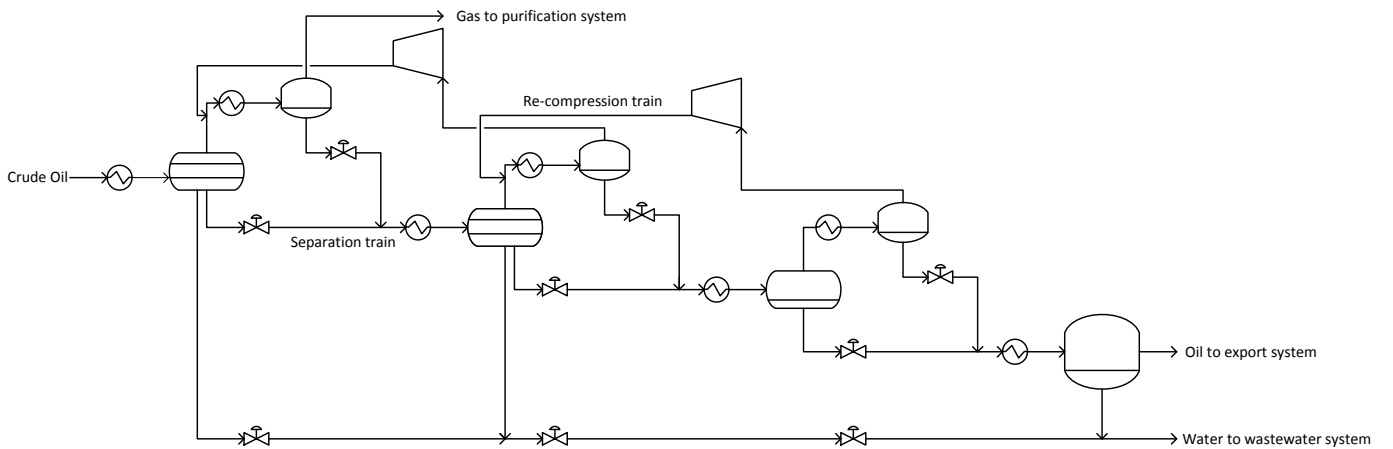 Gas to purification system
Re-compression train
Crude Oil
Separation train
Oil to export system
Water to wastewater system